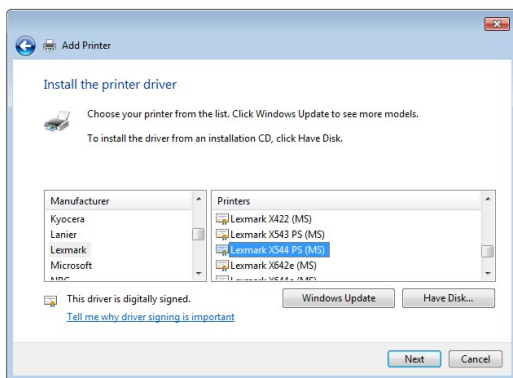 Add Printer
Install the printer driver
Choose your printer from the list. Click Windows Update to see more models.
To install the driver from an installation CD, click Have Disk.
Manufacturer
Kyocera
Lanier
Lexmark
Microsoft
Printers
Lexmark X422 (MS)
Lexmark X543 PS (MS)
Lexmark X544 PS (MS)
Lexmark X642e (MS)
This driver is digitally signed.
Tell me why driver signing is important
Windows Update
Have Disk...
Next
Cancel